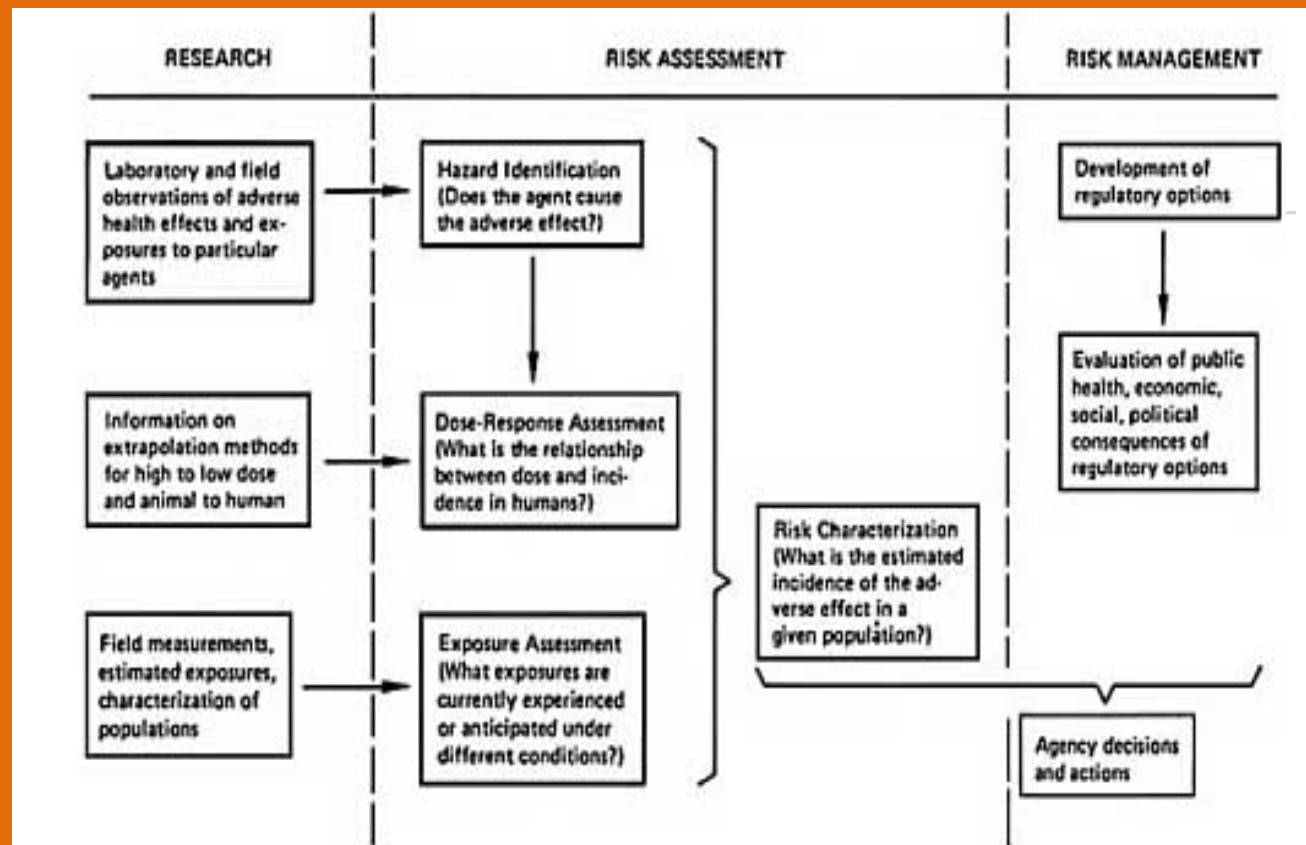 RESEARCH
RISK ASSESSMENT
RISK MANAGEMENT
Laboratory and field
observations of adverse
health effects and ex-
posures to particular
agents
Hazard Identification
(Does the agent cause
the adverse effect?)
Development of
regulatory options
Information on
extrapolation methods
for high to low dose
and animal to human
Dose-Response Assessment
(What is the relationship
between dose and inci-
dence in humans?)
Evaluation of public
health, economic,
social, political
consequences of
regulatory options
Risk Characterization
(What is the estimated
incidence of the ad-
verse effect in a
given population?)
Field measurements,
estimated exposures,
characterization of
populations
Exposure Assessment
(What exposures are
currently experienced
or anticipated under
different conditions?)
Agency decisions
and actions